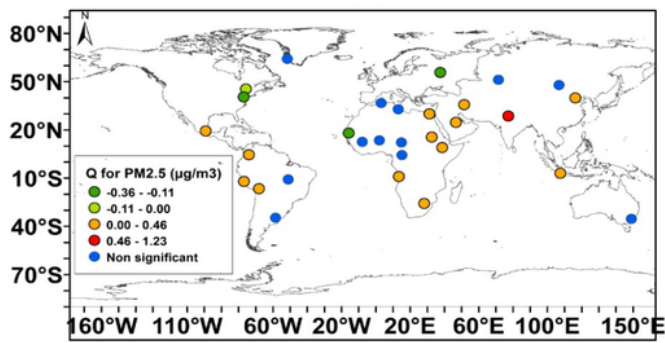 N
80°N
50°N
20°N
10°S
40°S
70°S
Q for PM2.5 (µg/m3)
-0.36 - -0.11
-0.11 - 0.00
0.00 - 0.46
0.46 - 1.23
Non significant
160°W 110°W 60°W 20°W 20°E 60°E 100°E 150°E